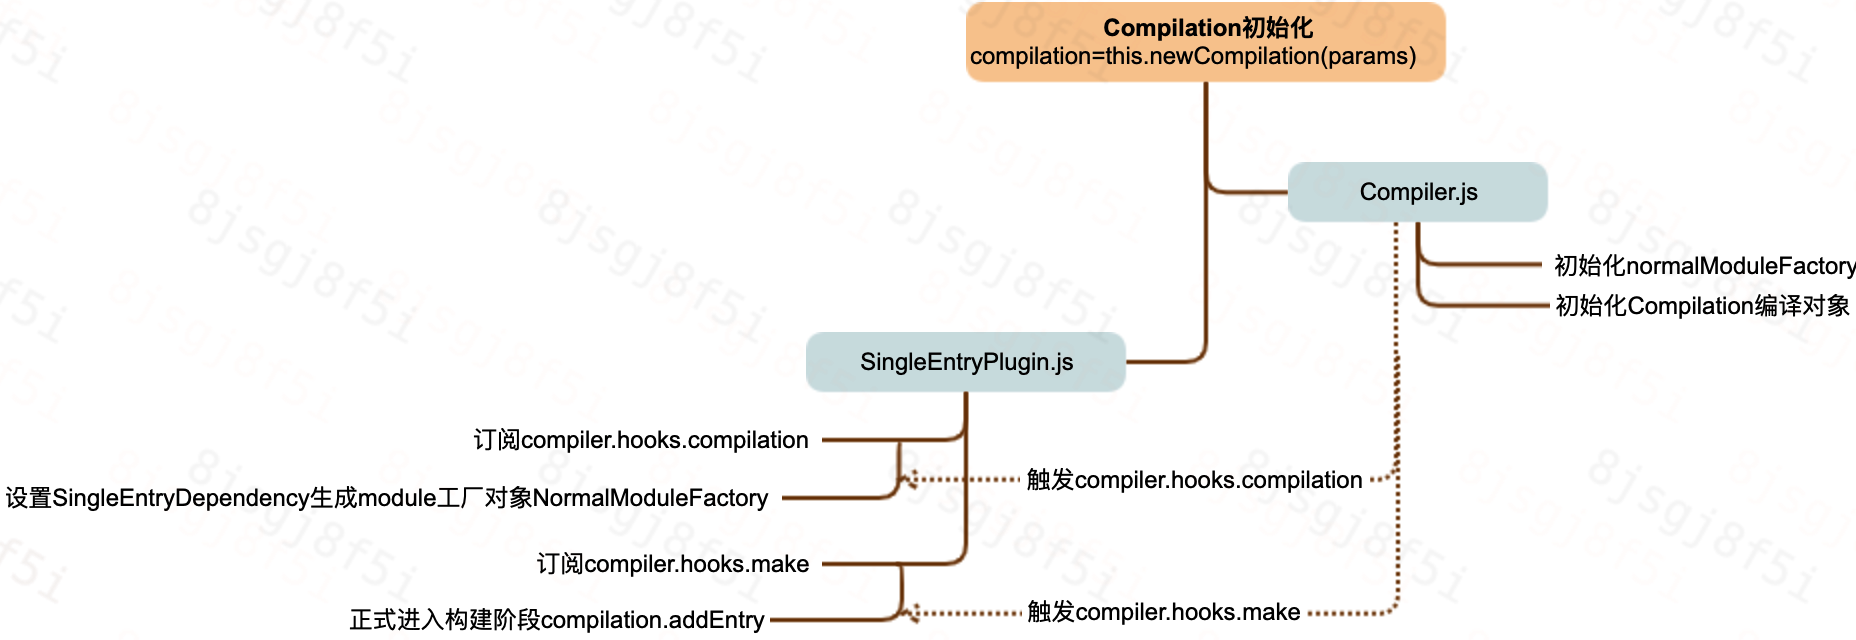 Compilation初始化
compilation=this.newCompilation(params)
Compiler.js
初始化normalModuleFactory
初始化Compilation编译对象
SingleEntryPlugin.js
订阅compiler.hooks.compilation
触发compiler.hooks.compilation
设置SingleEntryDependency生成module工厂对象NormalModuleFactory
订阅compiler.hooks.make
触发compiler.hooks.make
正式进入构建阶段compilation.addEntry
8jsgj8f5i